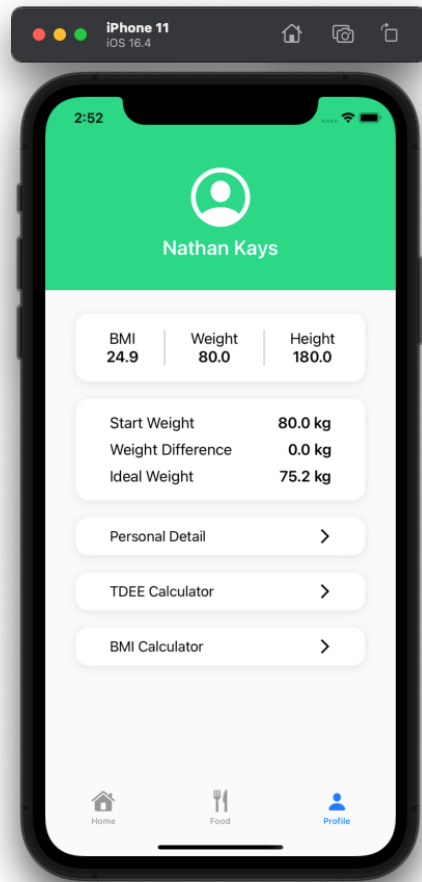 iPhone 11
iOS 16.4
2:52
Nathan Kays
BMI Weight Height
24.9 80.0 180.0
Start Weight 80.0 kg
Weight Difference 0.0 kg
Ideal Weight 75.2 kg
Personal Detail
TDEE Calculator
BMI Calculator
Home Food Profile